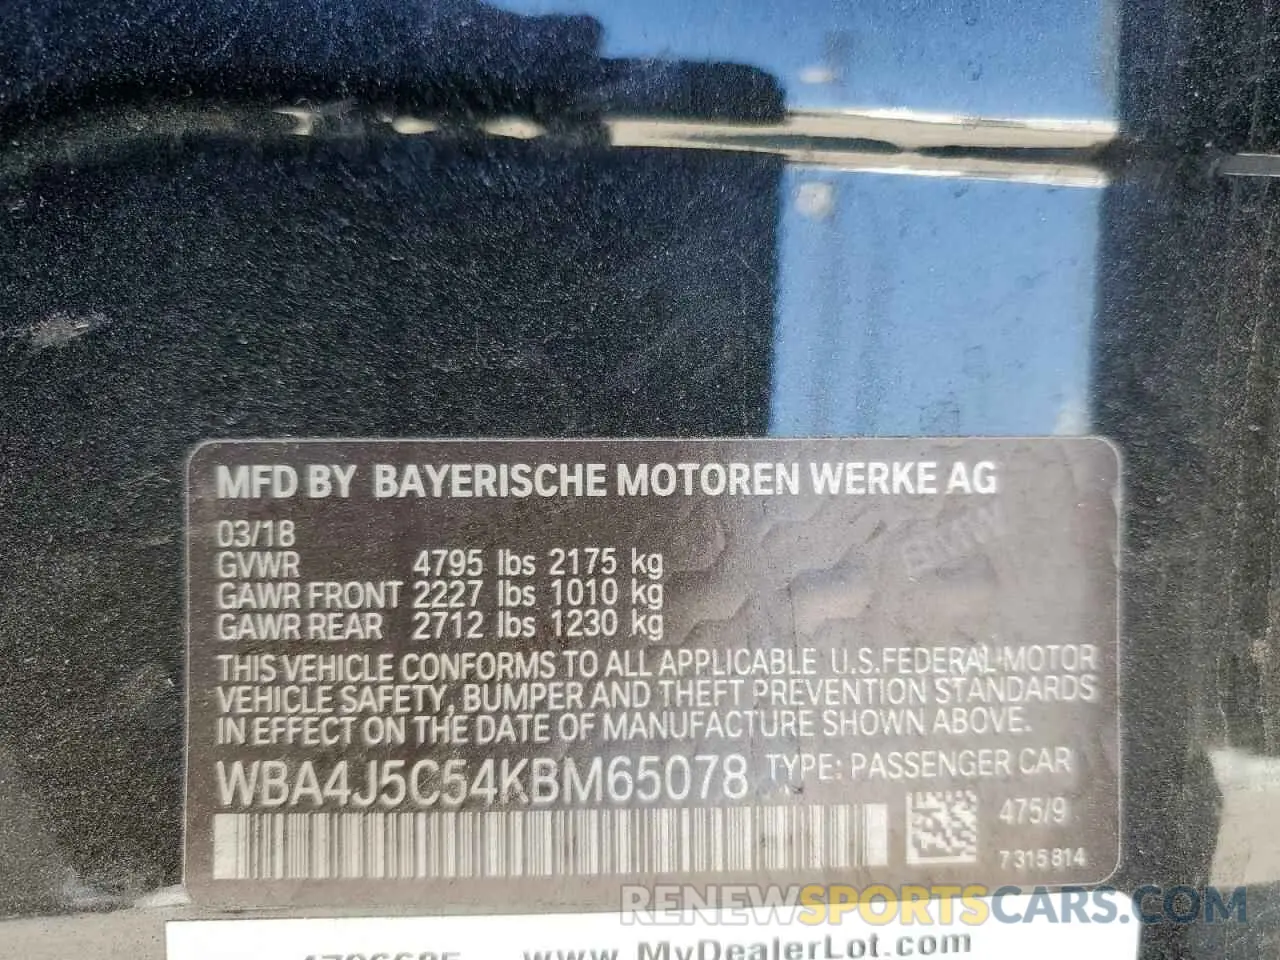 MFD BY BAYERISCHE MOTOREN WERKE AG
03/18
GVWR 4795 lbs 2175 kg
GAWR FRONT 2227 lbs 1010 kg
GAWR REAR 2712 lbs 1230 kg
THIS VEHICLE CONFORMS TO ALL APPLICABLE U.S.FEDERAL MOTOR
VEHICLE SAFETY, BUMPER AND THEFT PREVENTION STANDARDS
IN EFFECT ON THE DATE OF MANUFACTURE SHOWN ABOVE.
WBA4J5C54KBM65078 TYPE: PASSENGER CAR
475/9
7315814
RENEWSPORTSCARS.COM
www.MyDealerLot.com